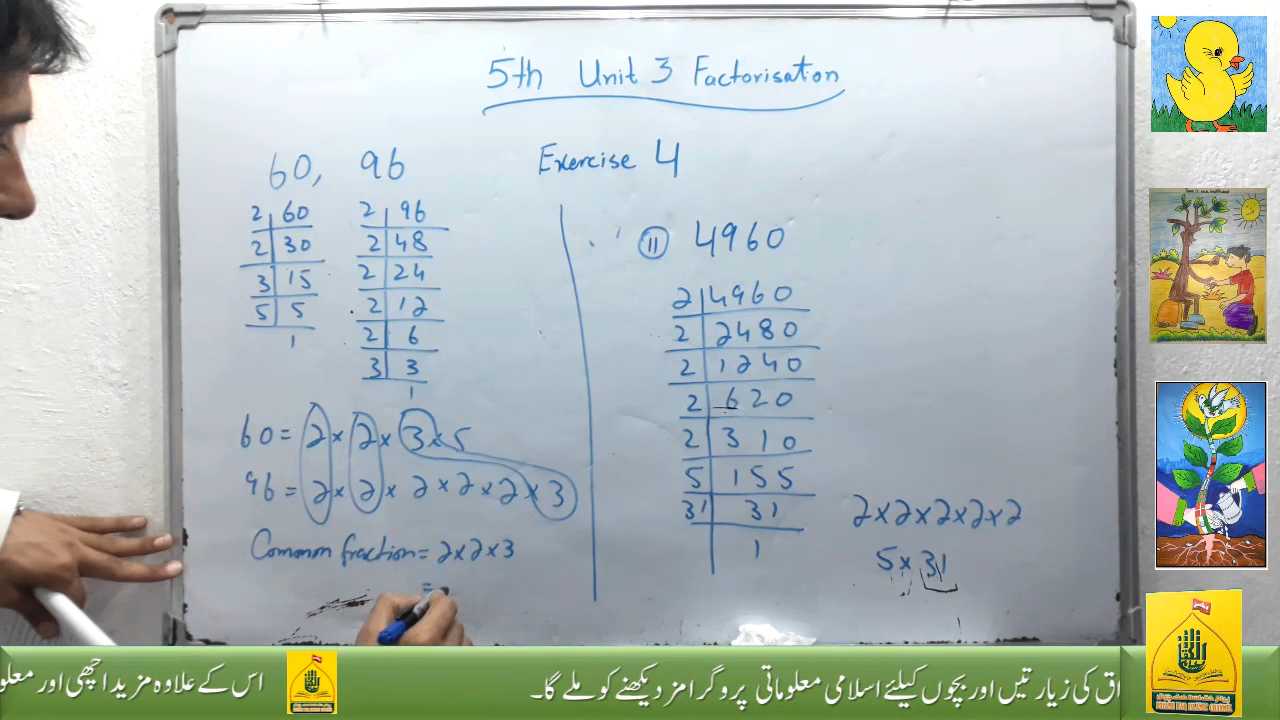 5th Unit 3 Factorisation
Exercise 4
60, 96
2 | 60
2 | 30
3 | 15
5 | 5
1
2 | 96
2 | 48
2 | 24
2 | 12
2 | 6
3 | 3
1
60 = 2 × 2 × 3 × 5
96 = 2 × 2 × 2 × 2 × 2 × 3
Common fraction = 2 × 2 × 3
=
11 4960
2 | 4960
2 | 2480
2 | 1240
2 | 620
2 | 310
5 | 155
31 | 31
1
2 × 2 × 2 × 2 × 2
5 × 31
اق کی زیارتیں اور بچوں کیلئے اسلامی معلوماتی پروگرامز دیکھنے کو ملے گا۔
اس کے علاوہ مزید اچھی اور معلو